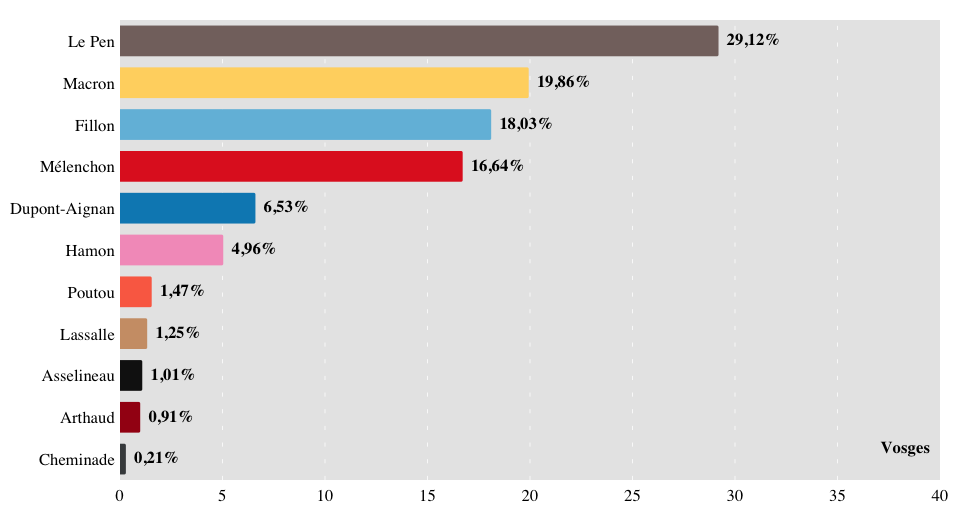 Le Pen 29,12%
Macron 19,86%
Fillon 18,03%
Mélenchon 16,64%
Dupont-Aignan 6,53%
Hamon 4,96%
Poutou 1,47%
Lassalle 1,25%
Asselineau 1,01%
Arthaud 0,91%
Vosges
Cheminade 0,21%
0 5 10 15 20 25 30 35 40